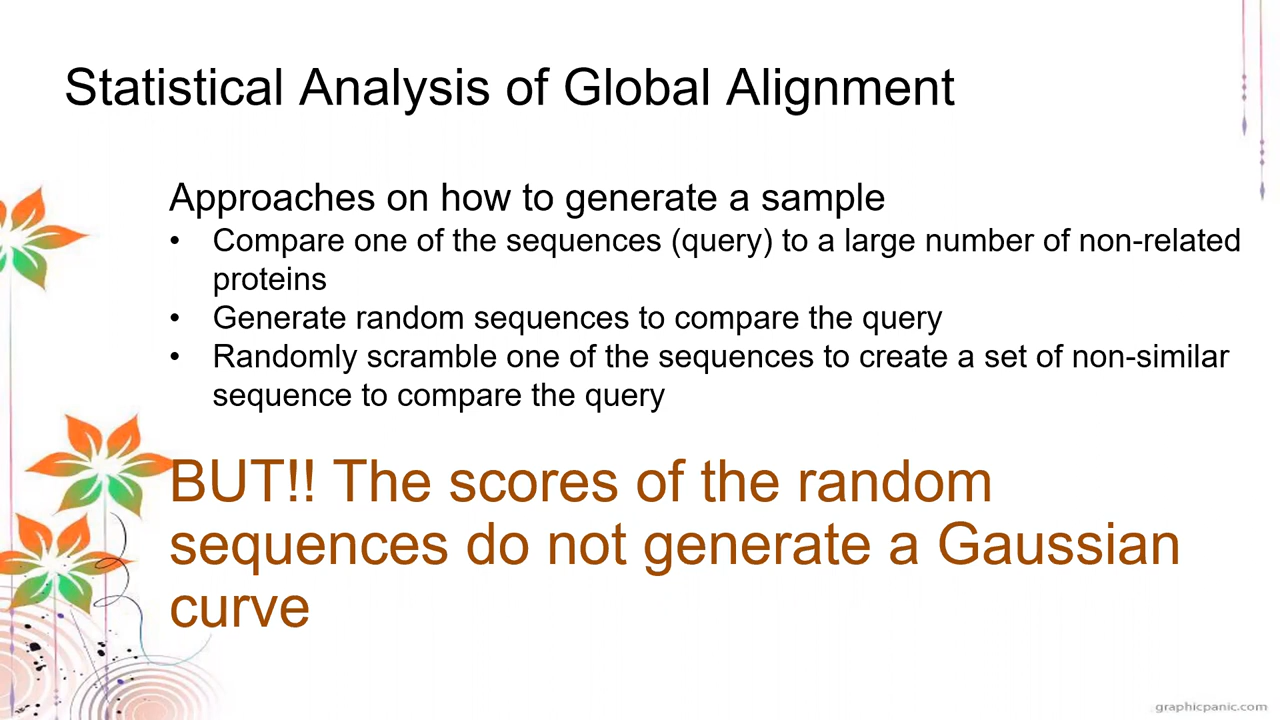 Statistical Analysis of Global Alignment
Approaches on how to generate a sample
• Compare one of the sequences (query) to a large number of non-related
proteins
• Generate random sequences to compare the query
• Randomly scramble one of the sequences to create a set of non-similar
sequence to compare the query
BUT!! The scores of the random
sequences do not generate a Gaussian
curve
graphicpanic.com